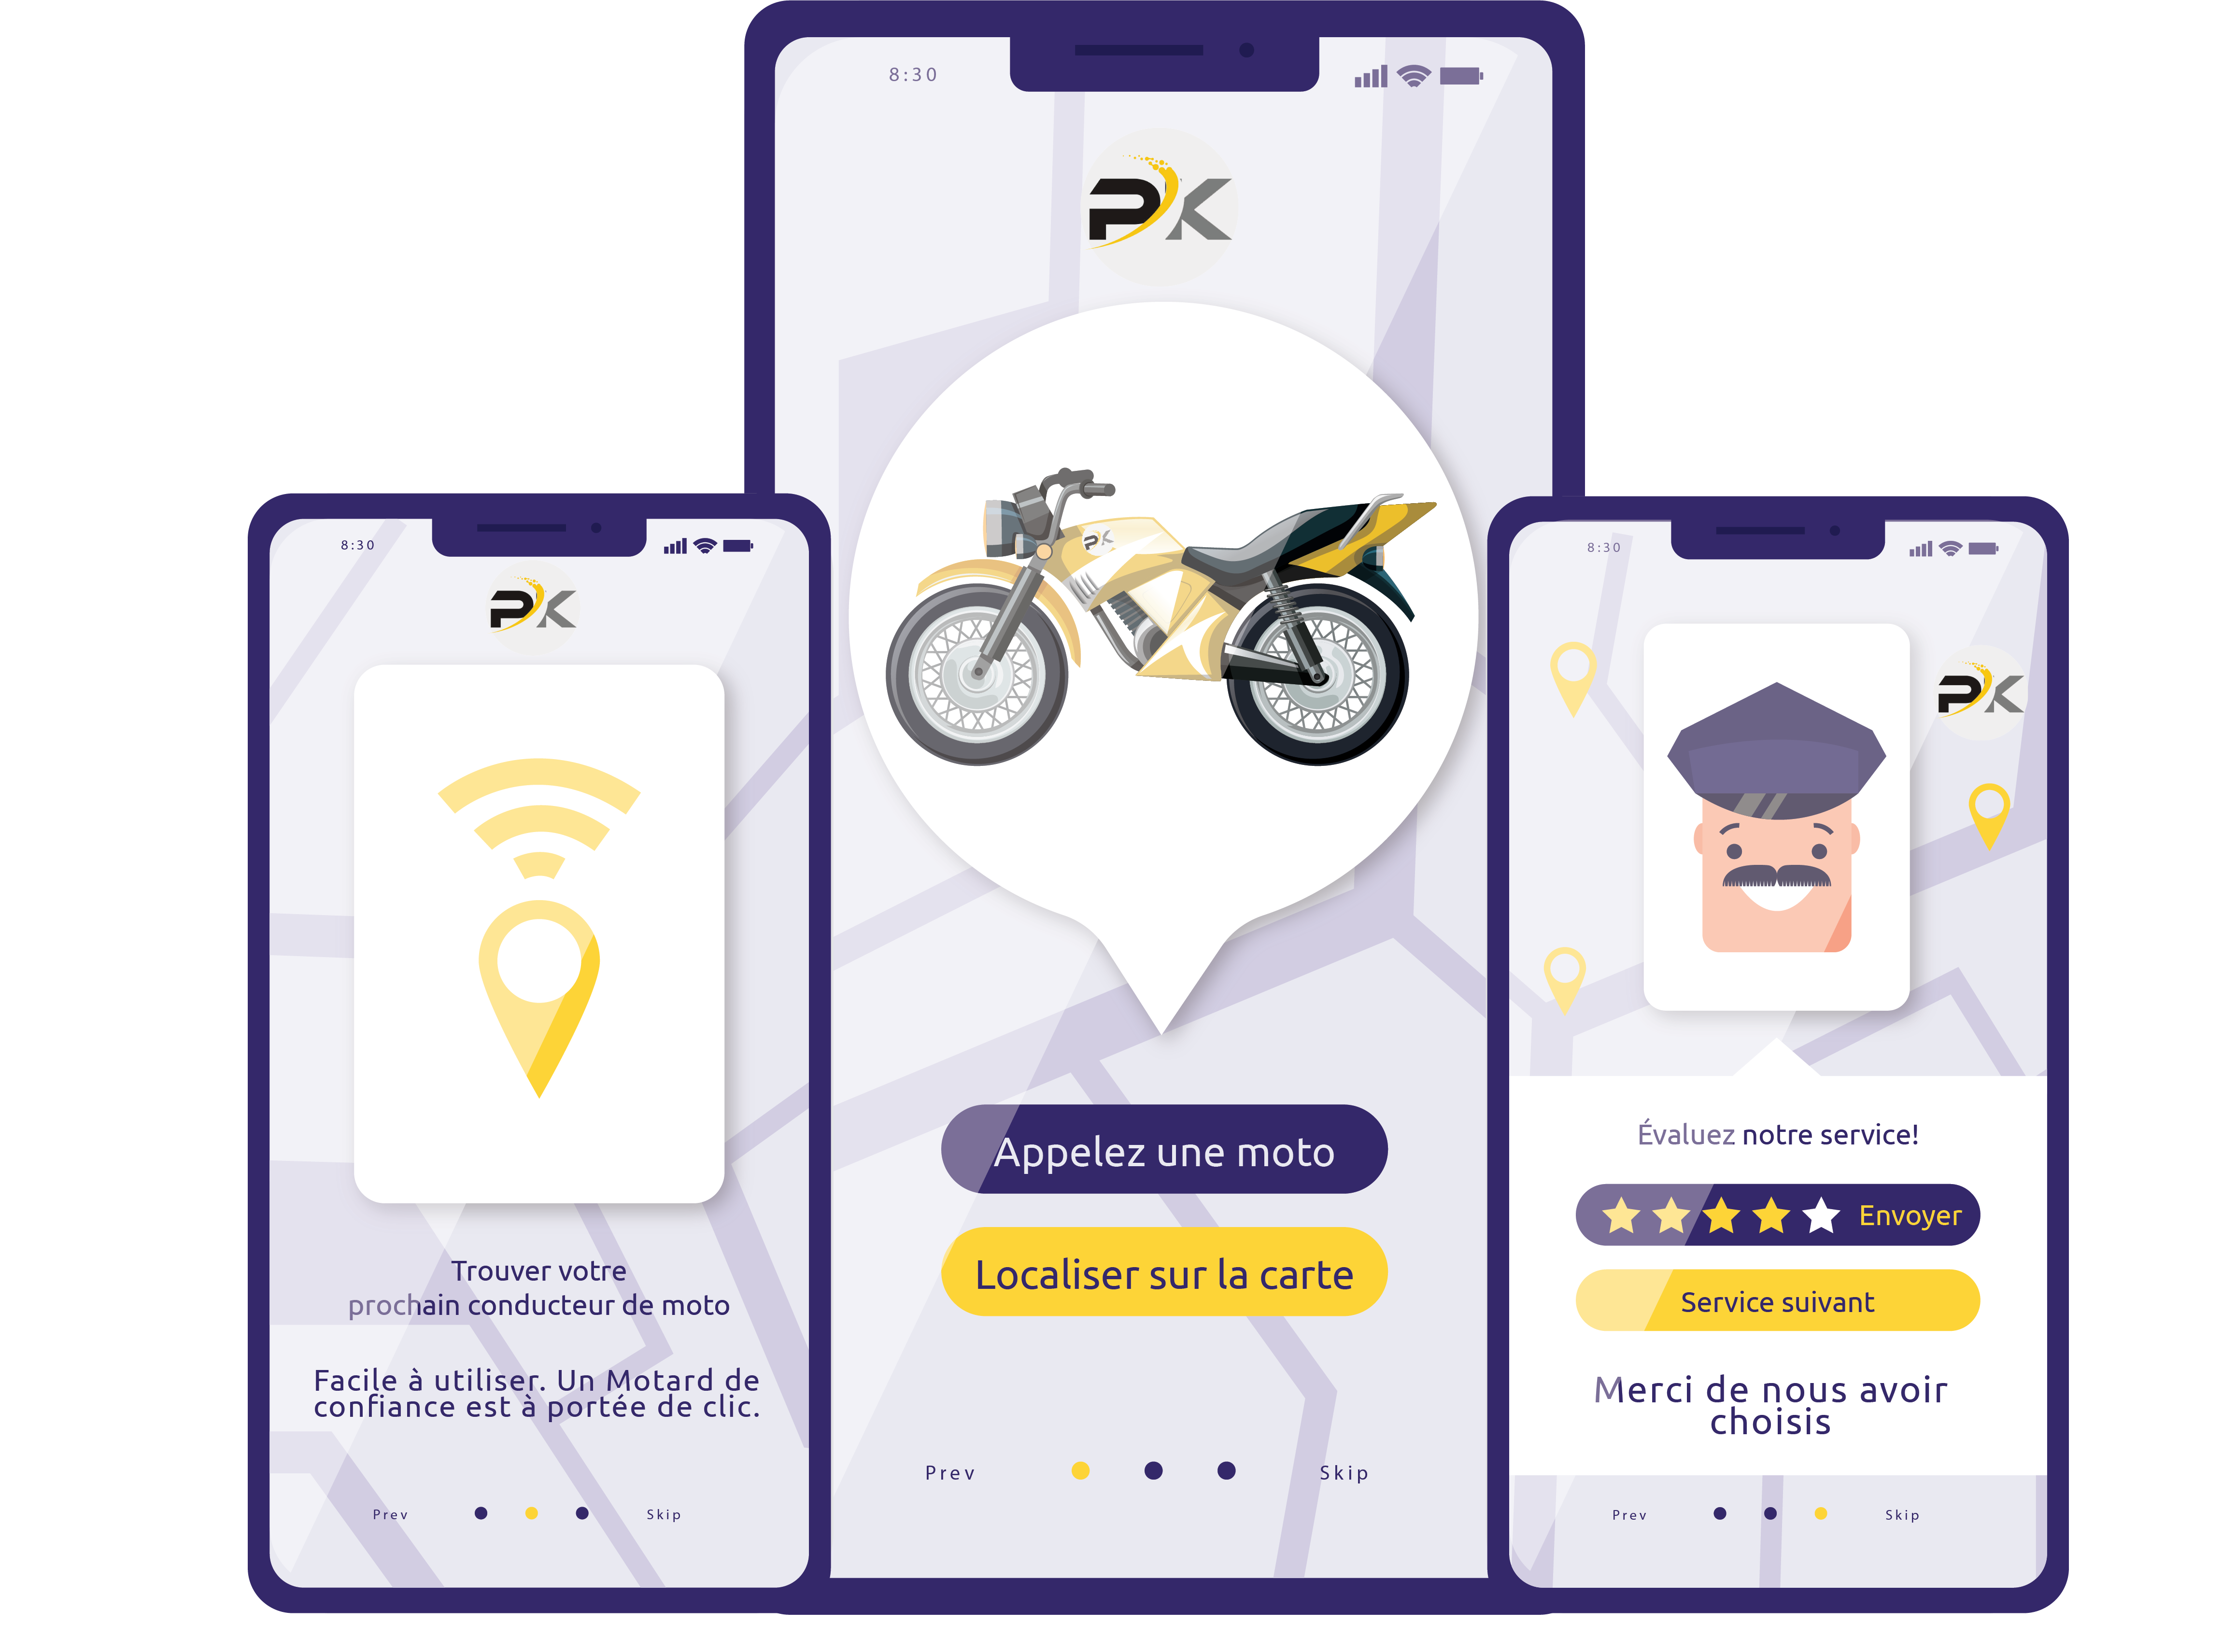 8:30
PK
PK
Appelez une moto
Localiser sur la carte
Prev
Skip
8:30
PK
Trouver votre
prochain conducteur de moto
Facile à utiliser. Un Motard de
confiance est à portée de clic.
Prev
Skip
8:30
PK
Évaluez notre service!
Envoyer
Service suivant
Merci de nous avoir
choisis
Prev
Skip